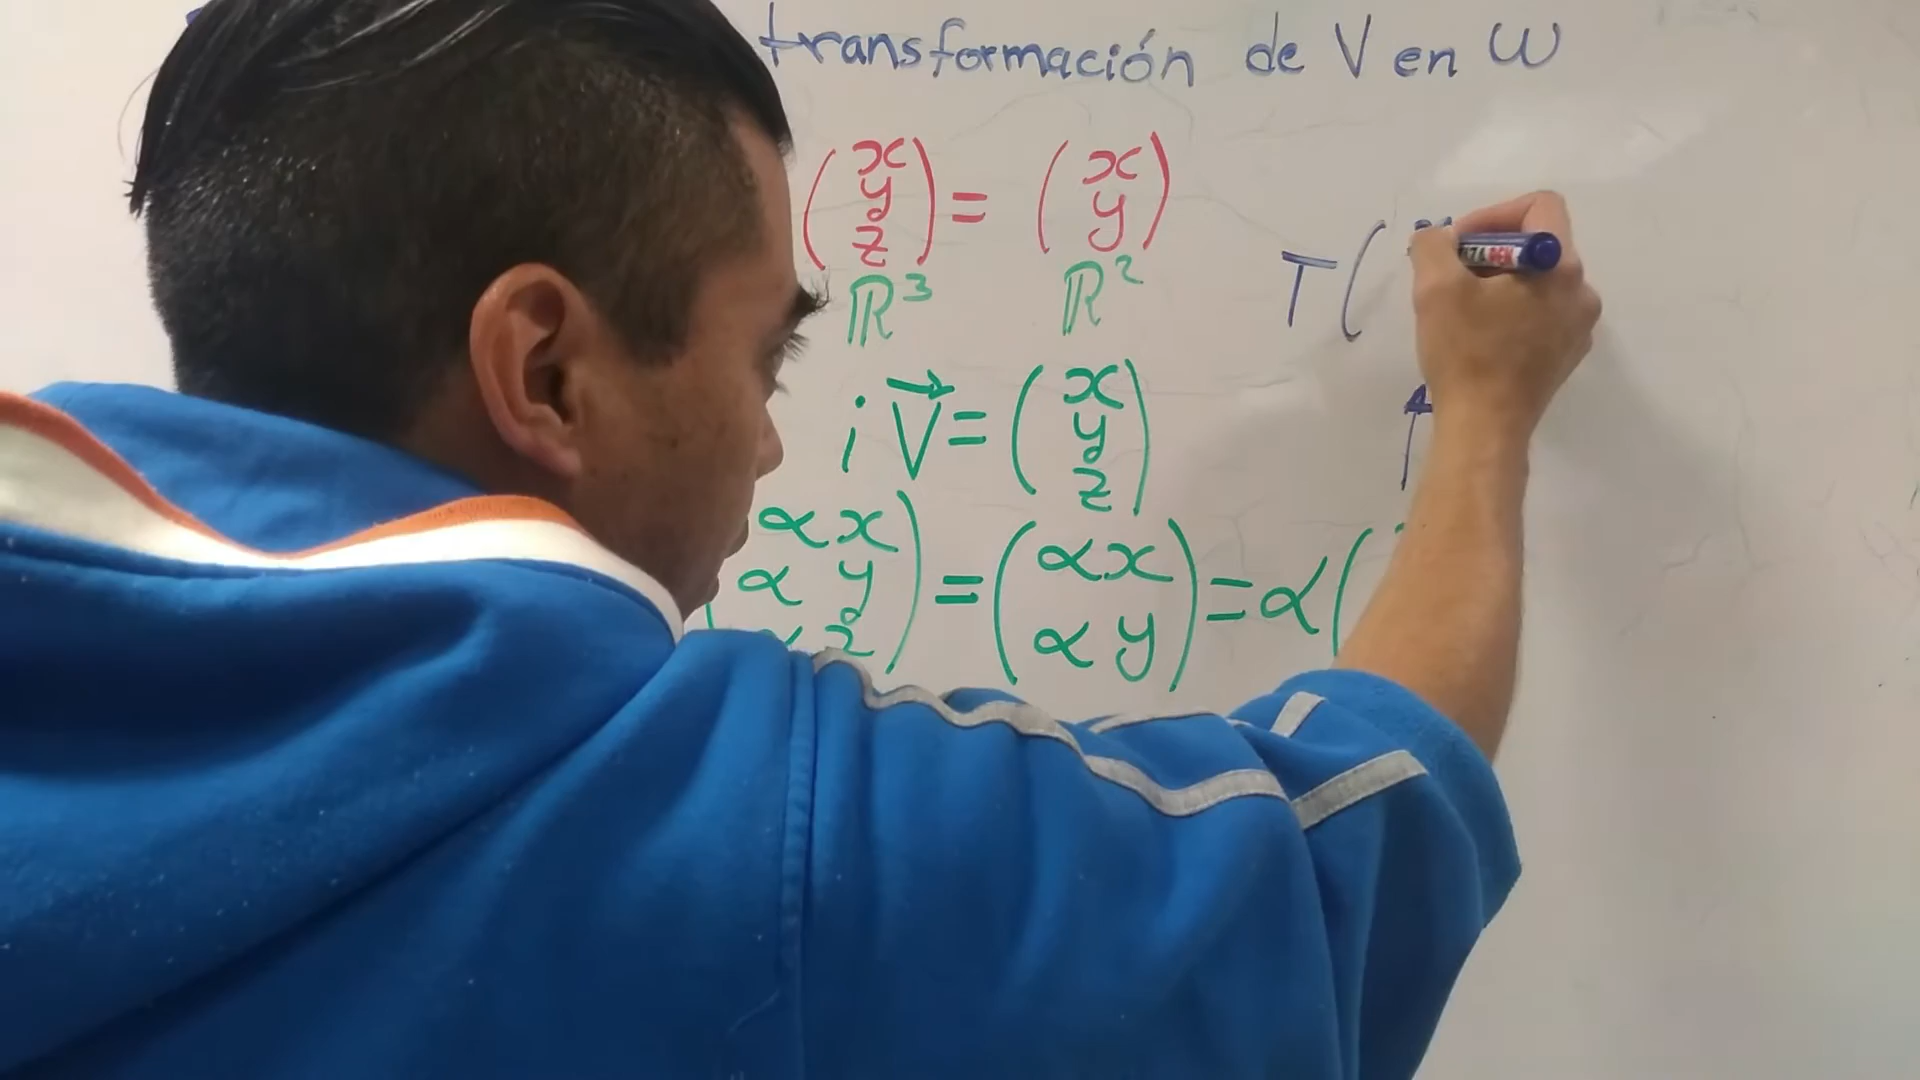 transformación de V en W
(x y z) = (x y)
T(
ℝ³ ℝ²
i V⃗ = (x y z)
αx αy αz) = (αx αy) = α(